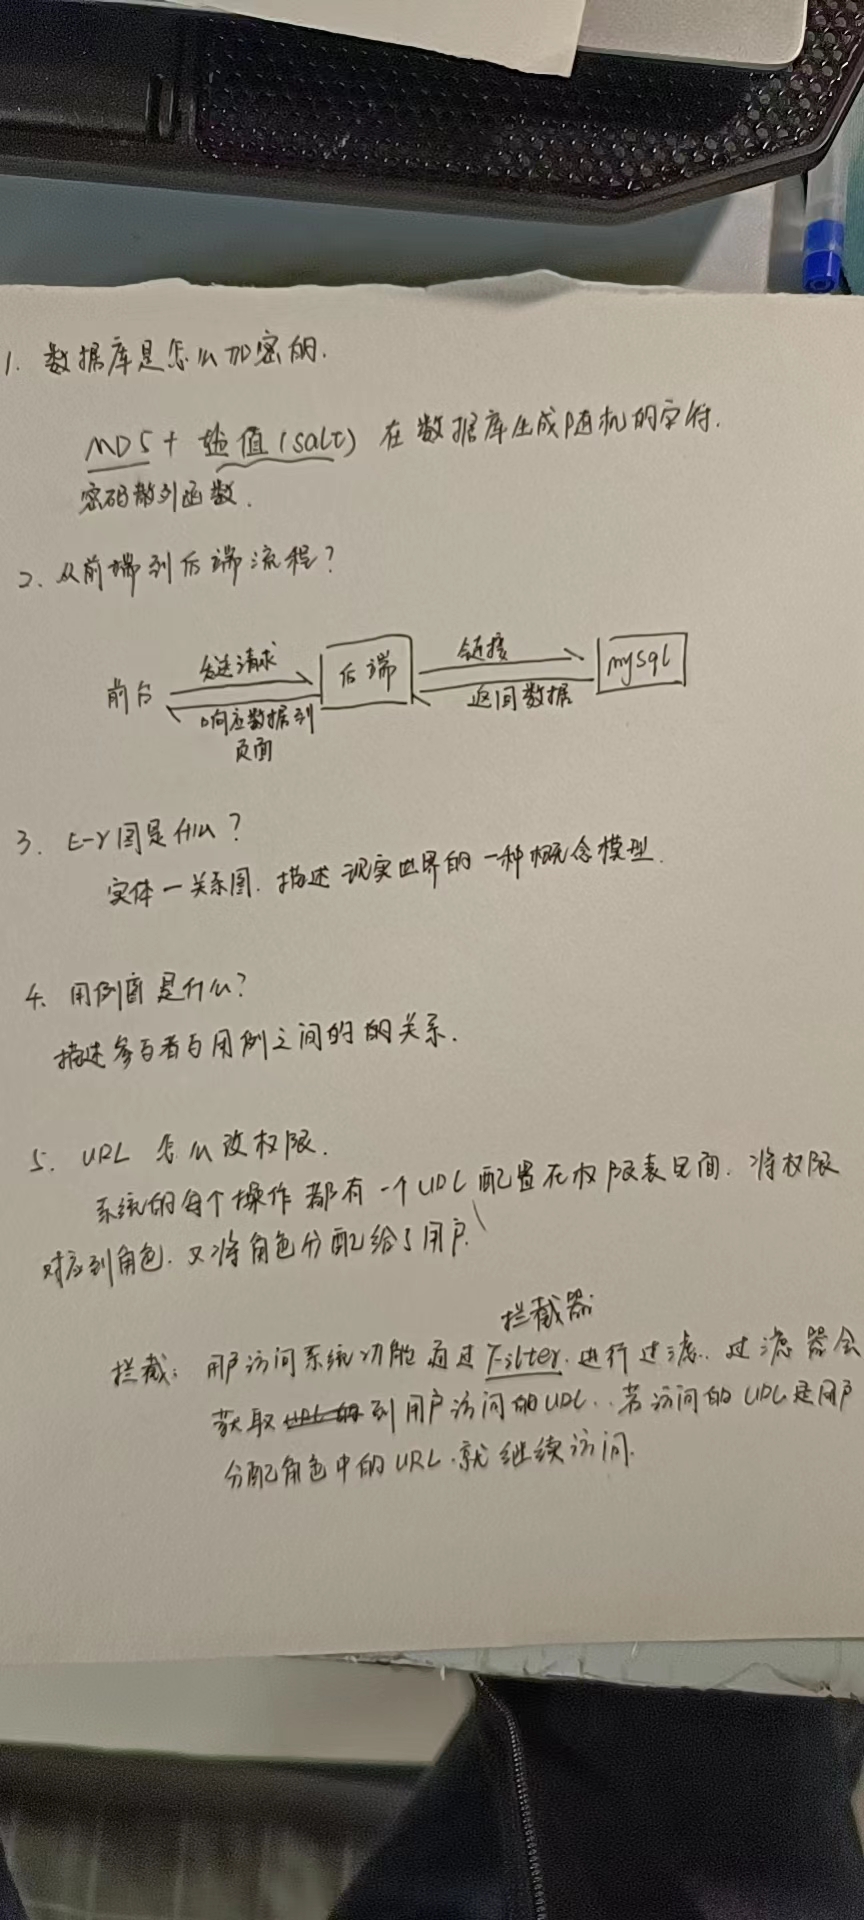 1. 数据库是怎么加密的.
MD5 + 盐值(salt) 在数据库生成随机的字符.
密码散列函数.
2. 从前端到后端流程?
前台 发送请求 后端 链接 mysql
响应数据到 返回数据
页面
3. E-r图是什么?
实体一关系图. 描述现实世界的一种概念模型.
4. 用例图是什么?
描述参与者与用例之间的的关系.
5. URL 怎么改权限.
系统的每个操作都有一个URL配置在权限表里面. 将权限
对应到角色. 又将角色分配给了用户.
拦截器
拦截: 用户访问系统功能通过Filter.进行过滤. 过滤器会
获取到用户访问的URL..若访问的URL是用户
分配角色中的URL.就继续访问.